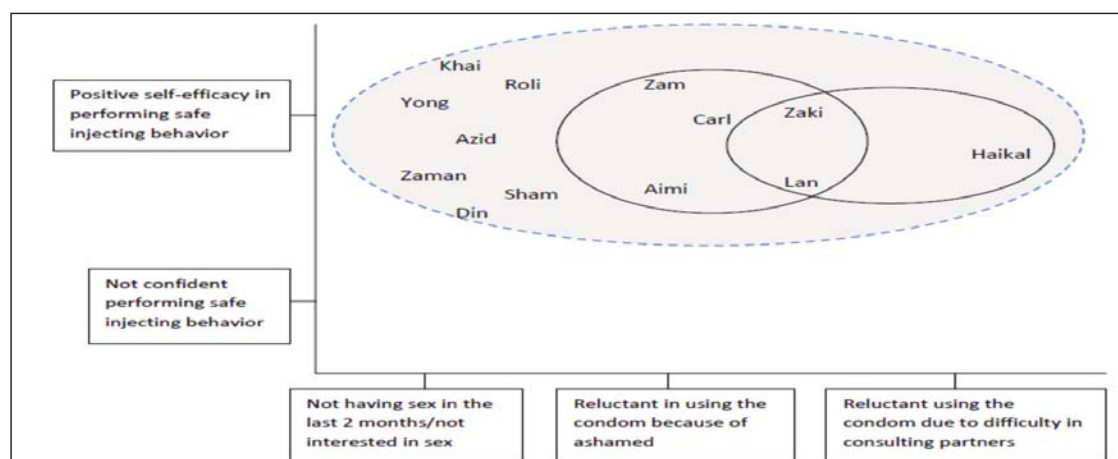 Khai
Roli
Zam
Positive self-efficacy in
performing safe
injecting behavior
Yong
Carl
Zaki
Azid
Haikal
Zaman
Sham
Aimi
Lan
Din
Not confident
performing safe
injecting behavior
Not having sex in the
last 2 months/not
interested in sex
Reluctant in using the
condom because of
ashamed
Reluctant using the
condom due to difficulty in
consulting partners